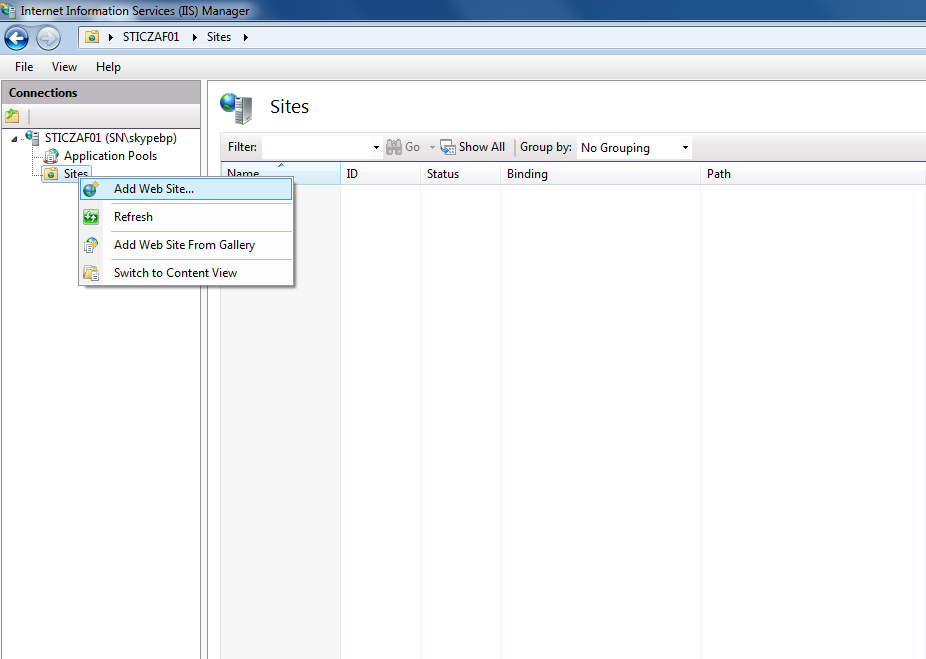 Internet Information Services (IIS) Manager
STICZAF01 Sites
File View Help
Connections
STICZAF01 (SN\skypebp)
Application Pools
Sites
Add Web Site...
Refresh
Add Web Site From Gallery
Switch to Content View
Sites
Filter: Go Show All Group by: No Grouping
Name ID Status Binding Path